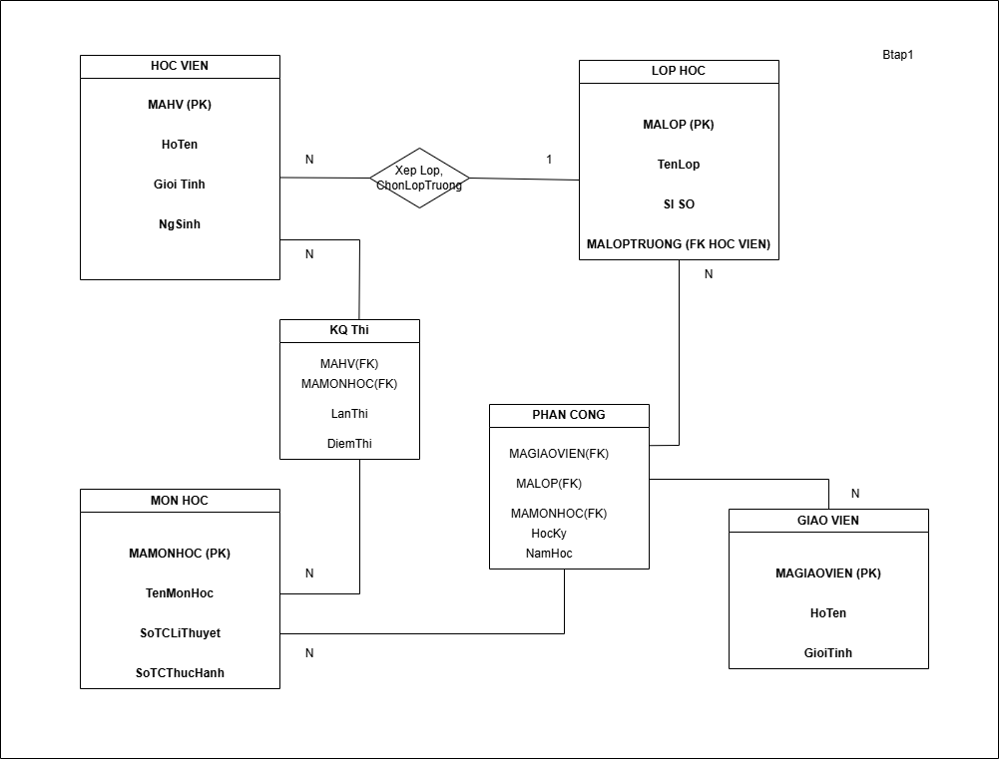 Btap1
HOC VIEN
MAHV (PK)
HoTen
Gioi Tinh
NgSinh
N
Xep Lop,
ChonLopTruong
1
LOP HOC
MALOP (PK)
TenLop
SI SO
MALOPTRUONG (FK HOC VIEN)
N
N
KQ Thi
MAHV(FK)
MAMONHOC(FK)
LanThi
DiemThi
PHAN CONG
MAGIAOVIEN(FK)
MALOP(FK)
MAMONHOC(FK)
HocKy
NamHoc
MON HOC
MAMONHOC (PK)
TenMonHoc
SoTCLiThuyet
SoTCThucHanh
N
N
N
GIAO VIEN
MAGIAOVIEN (PK)
HoTen
GioiTinh